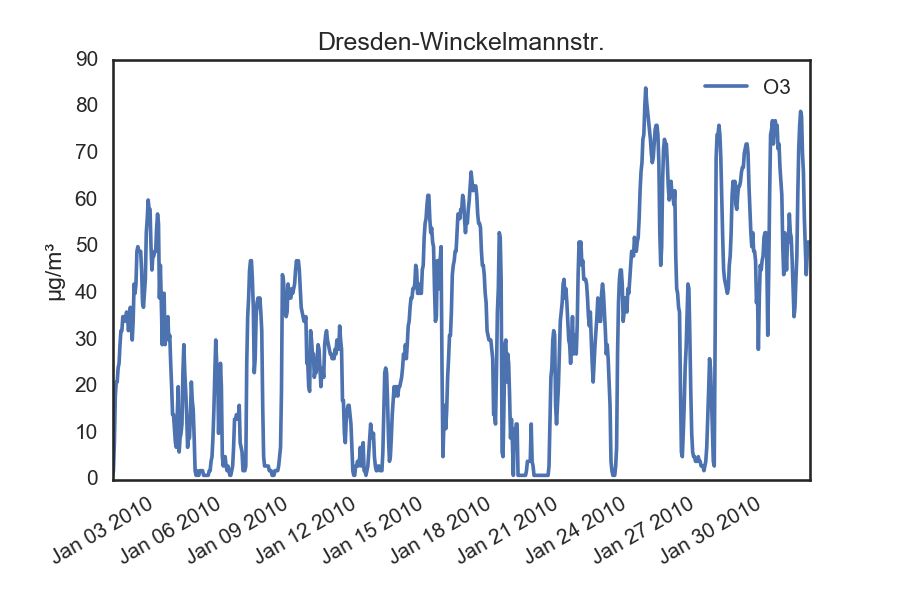 Dresden-Winckelmannstr.
90
80
70
60
50
40
30
20
10
0
µg/m³
O3
Jan 03 2010
Jan 06 2010
Jan 09 2010
Jan 12 2010
Jan 15 2010
Jan 18 2010
Jan 21 2010
Jan 24 2010
Jan 27 2010
Jan 30 2010